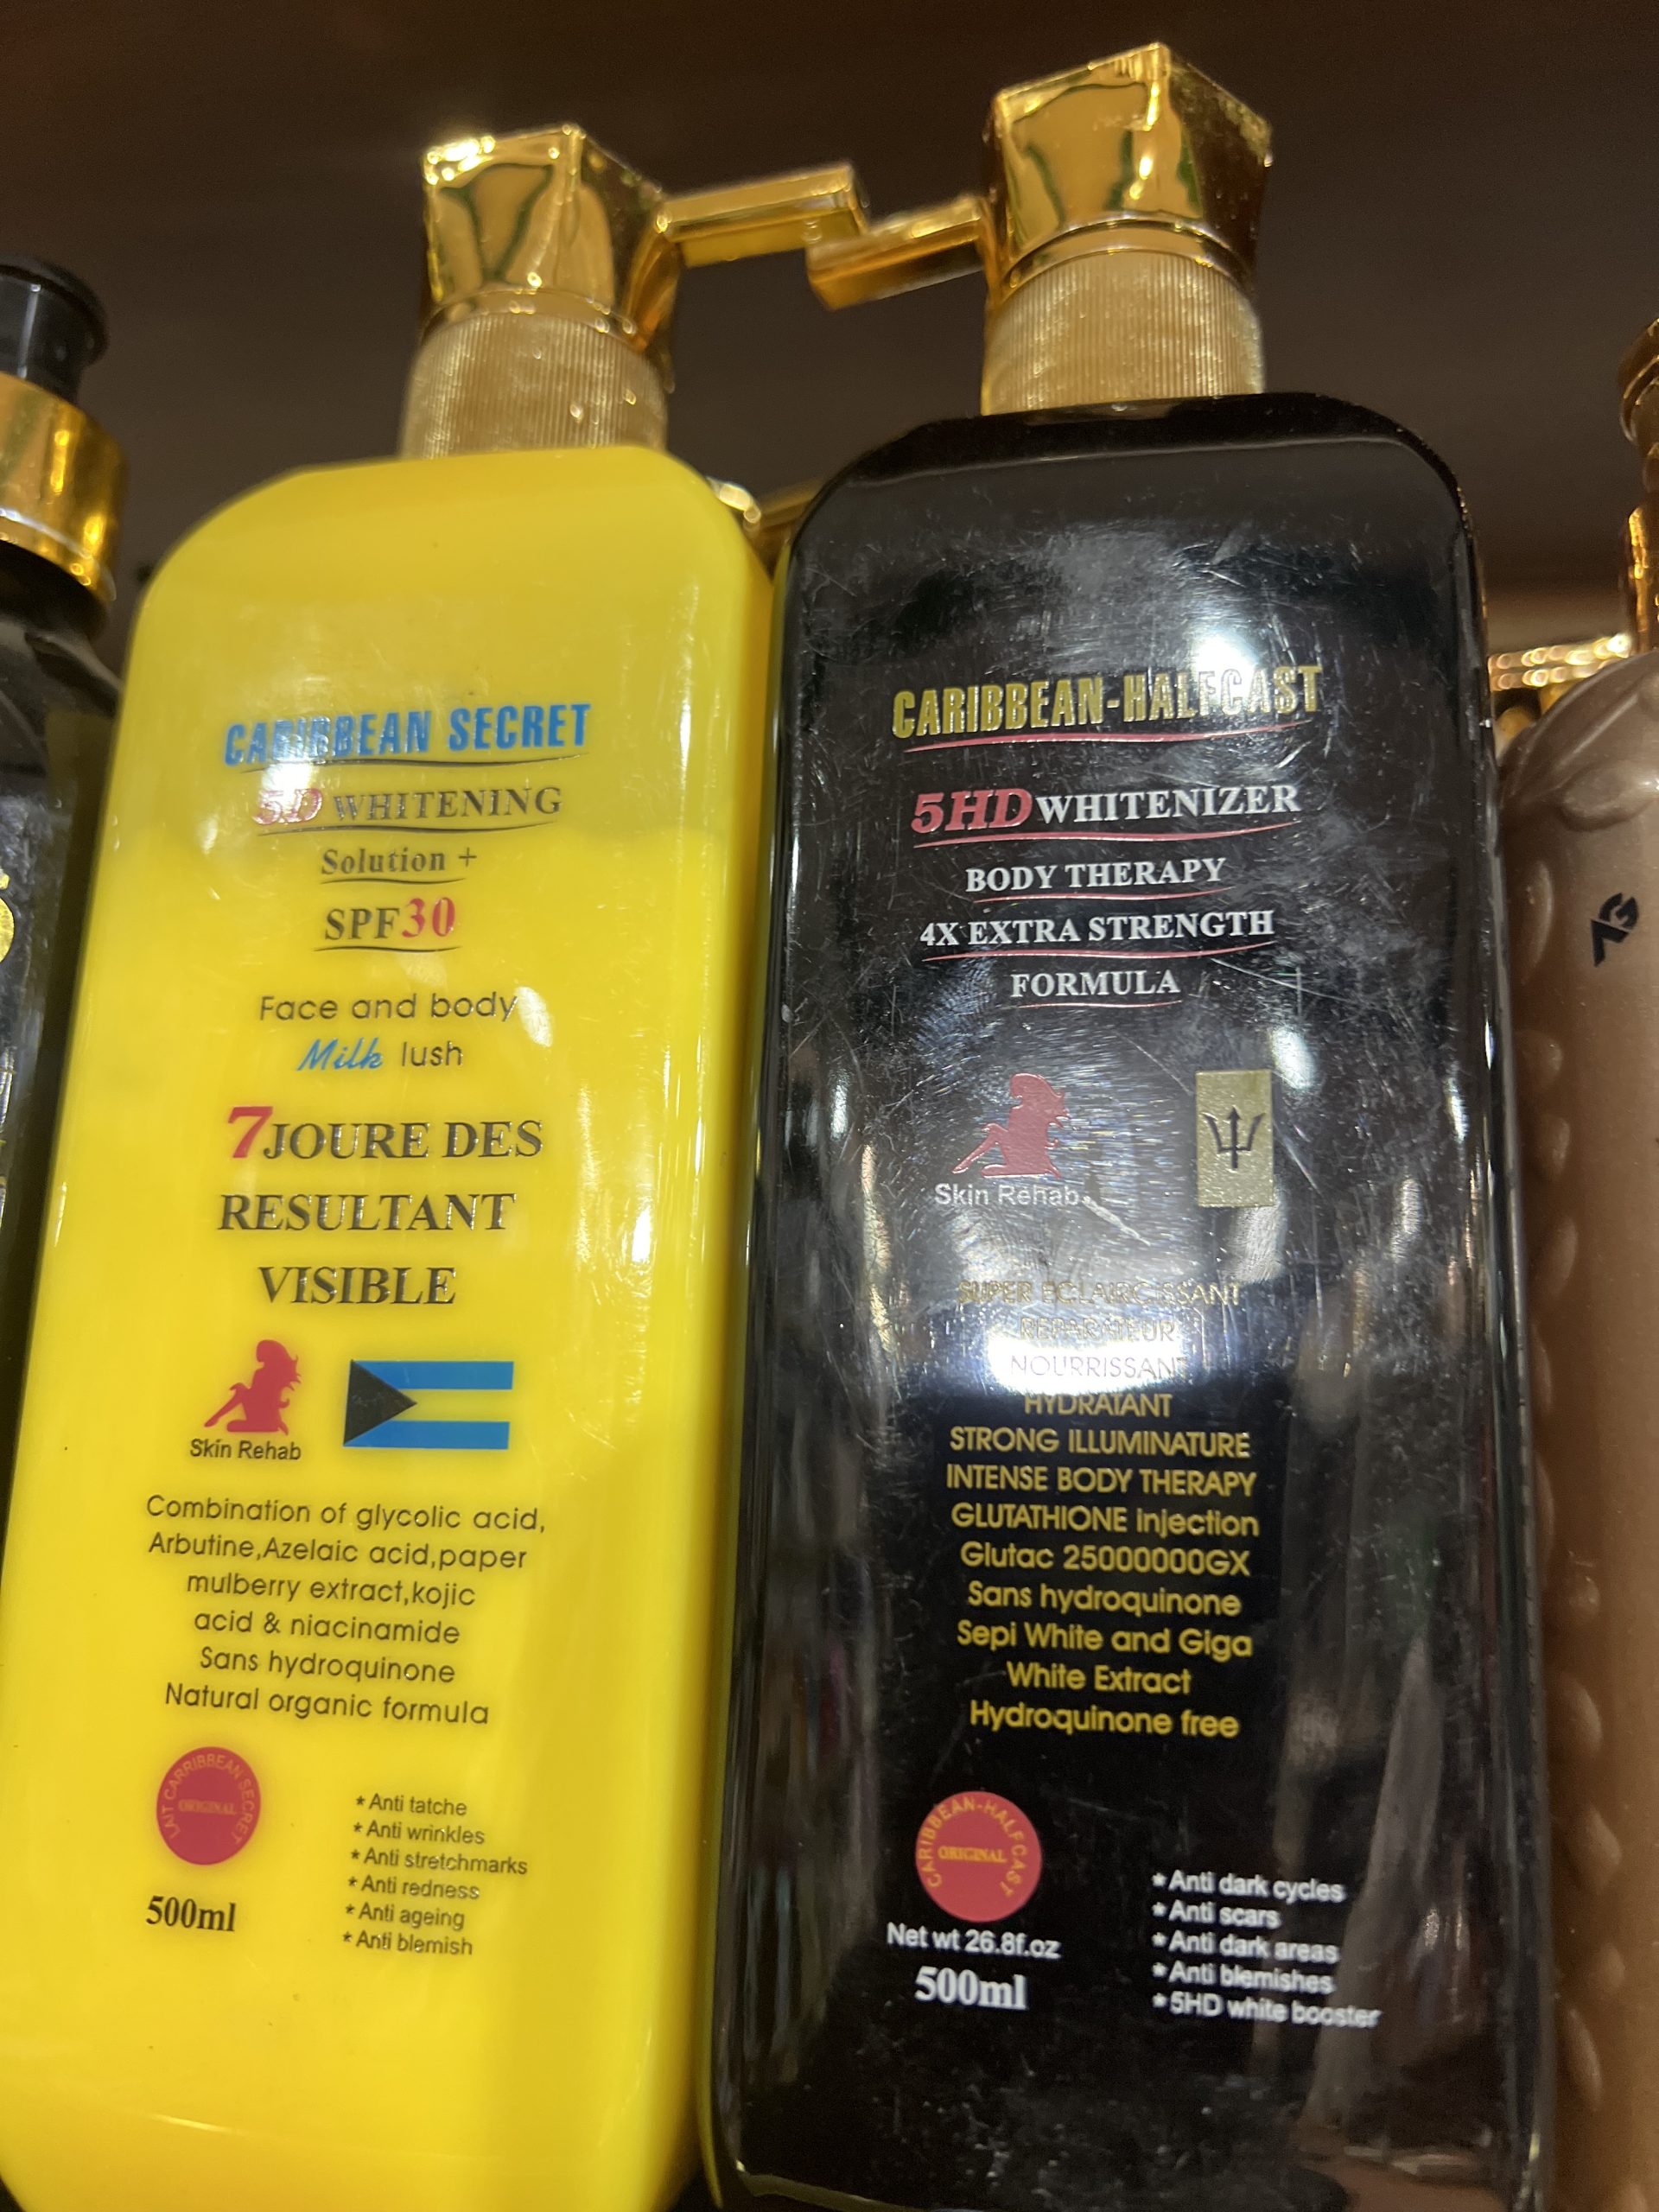 CARIBBEAN SECRET
5D WHITENING
Solution +
SPF30
Face and body
Milk lush
7JOURE DES
RESULTANT
VISIBLE
Skin Rehab
Combination of glycolic acid,
Arbutine,Azelaic acid,paper
mulberry extract,kojic
acid & niacinamide
Sans hydroquinone
Natural organic formula
LAIT CARRIBBEAN SECRET
ORIGINAL
500ml
* Anti tatche
* Anti wrinkles
* Anti stretchmarks
* Anti redness
* Anti ageing
* Anti blemish
CARIBBEAN-HALFCAST
5HD WHITENIZER
BODY THERAPY
4X EXTRA STRENGTH
FORMULA
Skin Rehab
SUPER ECLAIRCISSANT
REPARATEUR
NOURRISSANT
HYDRATANT
STRONG ILLUMINATURE
INTENSE BODY THERAPY
GLUTATHIONE injection
Glutac 25000000GX
Sans hydroquinone
Sepi White and Giga
White Extract
Hydroquinone free
CARIBBEAN-HALFCAST
ORIGINAL
Net wt 26.8f.oz
500ml
* Anti dark cycles
* Anti scars
* Anti dark areas
* Anti blemishes
* 5HD white booster
AG